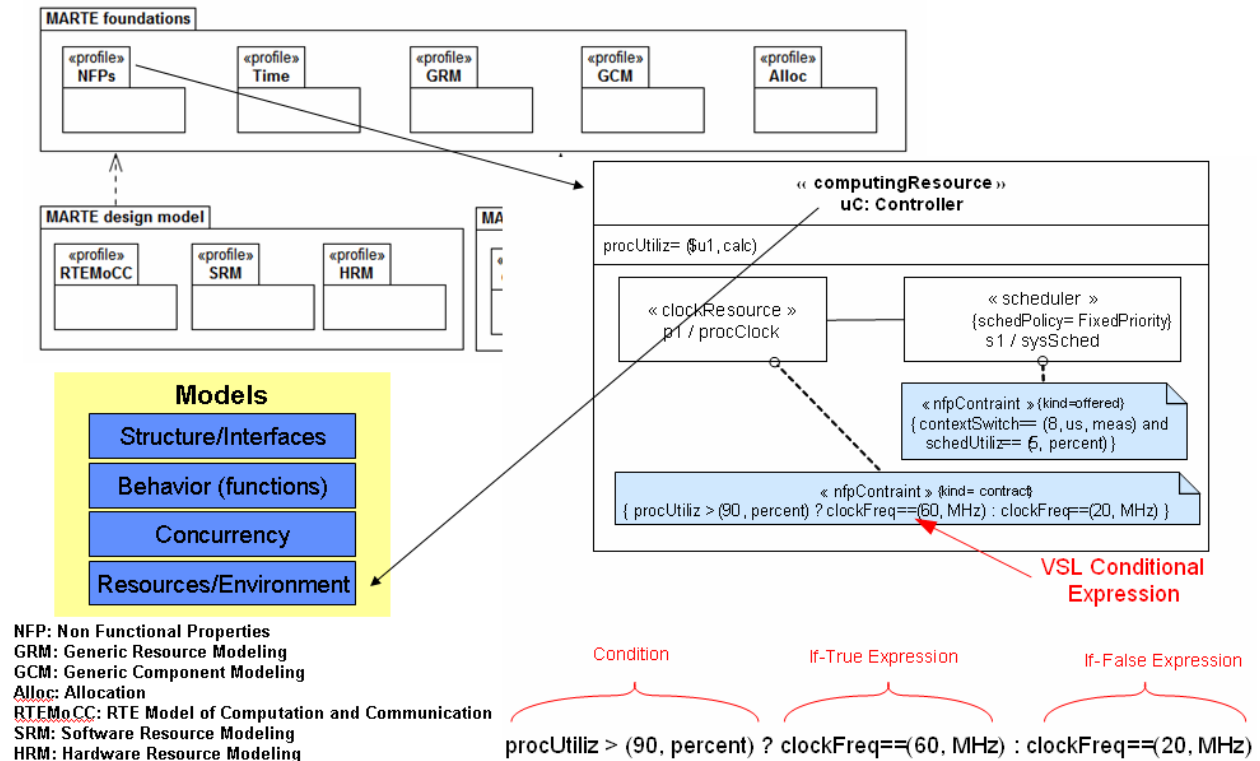 MARTE foundations
«profile»
NFPs
«profile»
Time
«profile»
GRM
«profile»
GCM
«profile»
Alloc
MARTE design model
«profile»
RTEMoCC
«profile»
SRM
«profile»
HRM
MA
«
« computingResource »
uC: Controller
procUtiliz= ($u1, calc)
« clockResource »
p1 / procClock
« scheduler »
{schedPolicy= FixedPriority}
s1 / sysSched
« nfpContraint » {kind=offered}
{ contextSwitch== (8, us, meas) and
schedUtiliz== (5, percent) }
« nfpContraint » {kind= contract}
{ procUtiliz > (90, percent) ? clockFreq==(60, MHz) : clockFreq==(20, MHz) }
VSL Conditional
Expression
Models
Structure/Interfaces
Behavior (functions)
Concurrency
Resources/Environment
NFP: Non Functional Properties
GRM: Generic Resource Modeling
GCM: Generic Component Modeling
Alloc: Allocation
RTEMoCC: RTE Model of Computation and Communication
SRM: Software Resource Modeling
HRM: Hardware Resource Modeling
Condition
If-True Expression
If-False Expression
procUtiliz > (90, percent) ? clockFreq==(60, MHz) : clockFreq==(20, MHz)